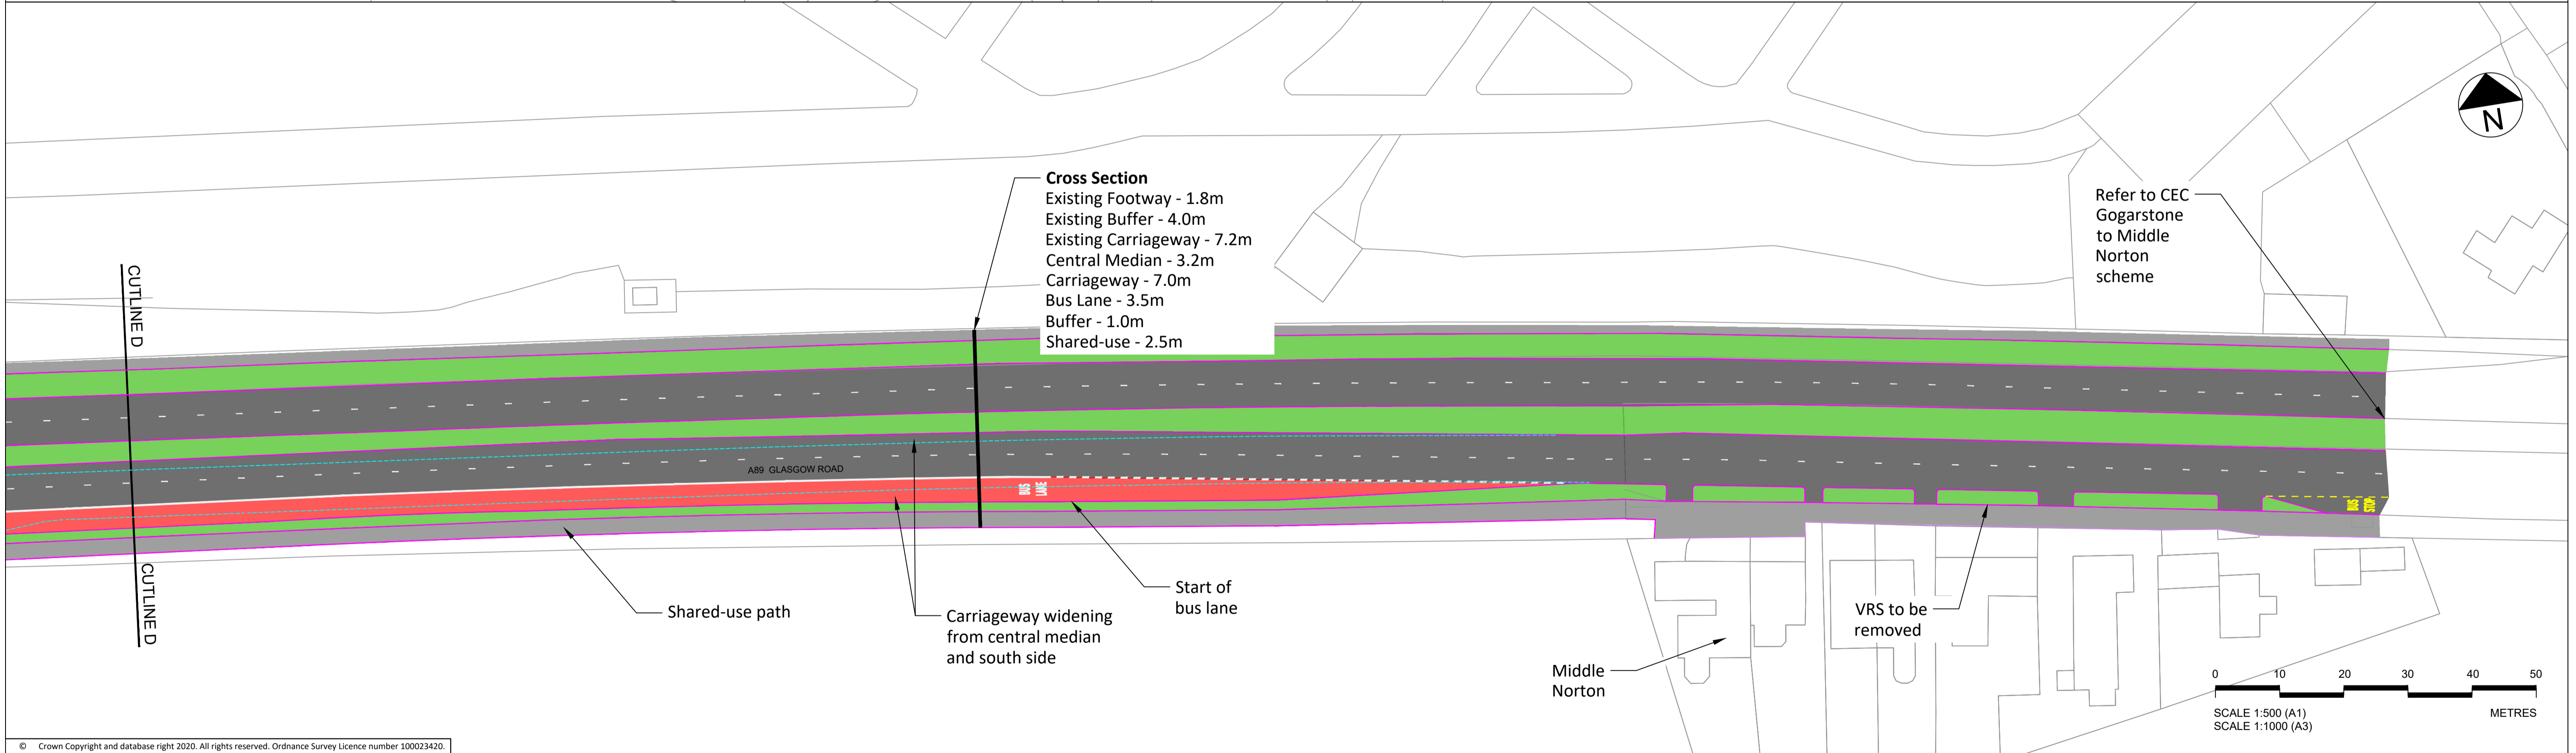 N
Cross Section
Existing Footway - 1.8m
Existing Buffer - 4.0m
Existing Carriageway - 7.2m
Central Median - 3.2m
Carriageway - 7.0m
Bus Lane - 3.5m
Buffer - 1.0m
Shared-use - 2.5m
Refer to CEC
Gogarstone
to Middle
Norton
scheme
CUTLINE D
CUTLINE D
A89 GLASGOW ROAD
BUS
LANE
BUS
STOP
Shared-use path
Carriageway widening
from central median
and south side
Start of
bus lane
VRS to be
removed
Middle
Norton
0 10 20 30 40 50
SCALE 1:500 (A1)
SCALE 1:1000 (A3)
METRES
© Crown Copyright and database right 2020. All rights reserved. Ordnance Survey Licence number 100023420.